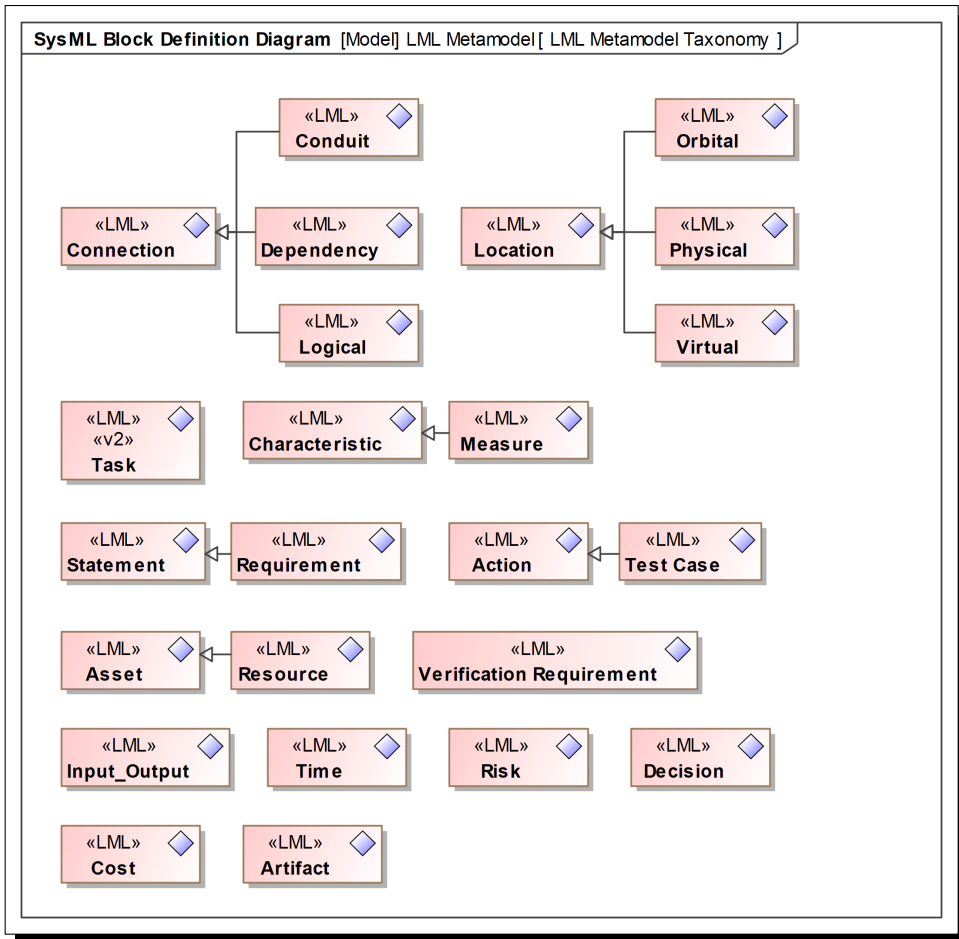 SysML Block Definition Diagram [Model] LML Metamodel [ LML Metamodel Taxonomy ]
«LML»
Conduit
«LML»
Orbital
«LML»
Connection
«LML»
Dependency
«LML»
Location
«LML»
Physical
«LML»
Logical
«LML»
Virtual
«LML»
«v2»
Task
«LML»
Characteristic
«LML»
Measure
«LML»
Statement
«LML»
Requirement
«LML»
Action
«LML»
Test Case
«LML»
Asset
«LML»
Resource
«LML»
Verification Requirement
«LML»
Input_Output
«LML»
Time
«LML»
Risk
«LML»
Decision
«LML»
Cost
«LML»
Artifact